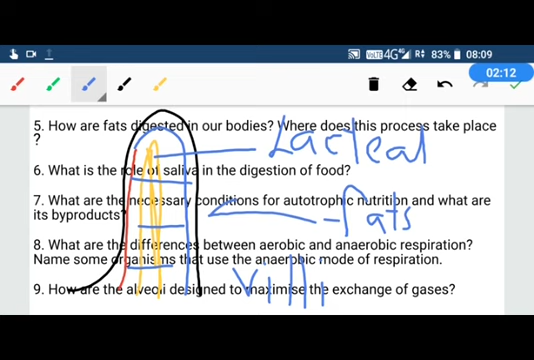 VoLTE 4G 4G R 83% 08:09
02:12
5. How are fats digested in our bodies? Where does this process take place
?
Lacteal
6. What is the role of saliva in the digestion of food?
7. What are the necessary conditions for autotrophic nutrition and what are
its byproducts?
fats
8. What are the differences between aerobic and anaerobic respiration?
Name some organisms that use the anaerobic mode of respiration.
villi
9. How are the alveoli designed to maximise the exchange of gases?